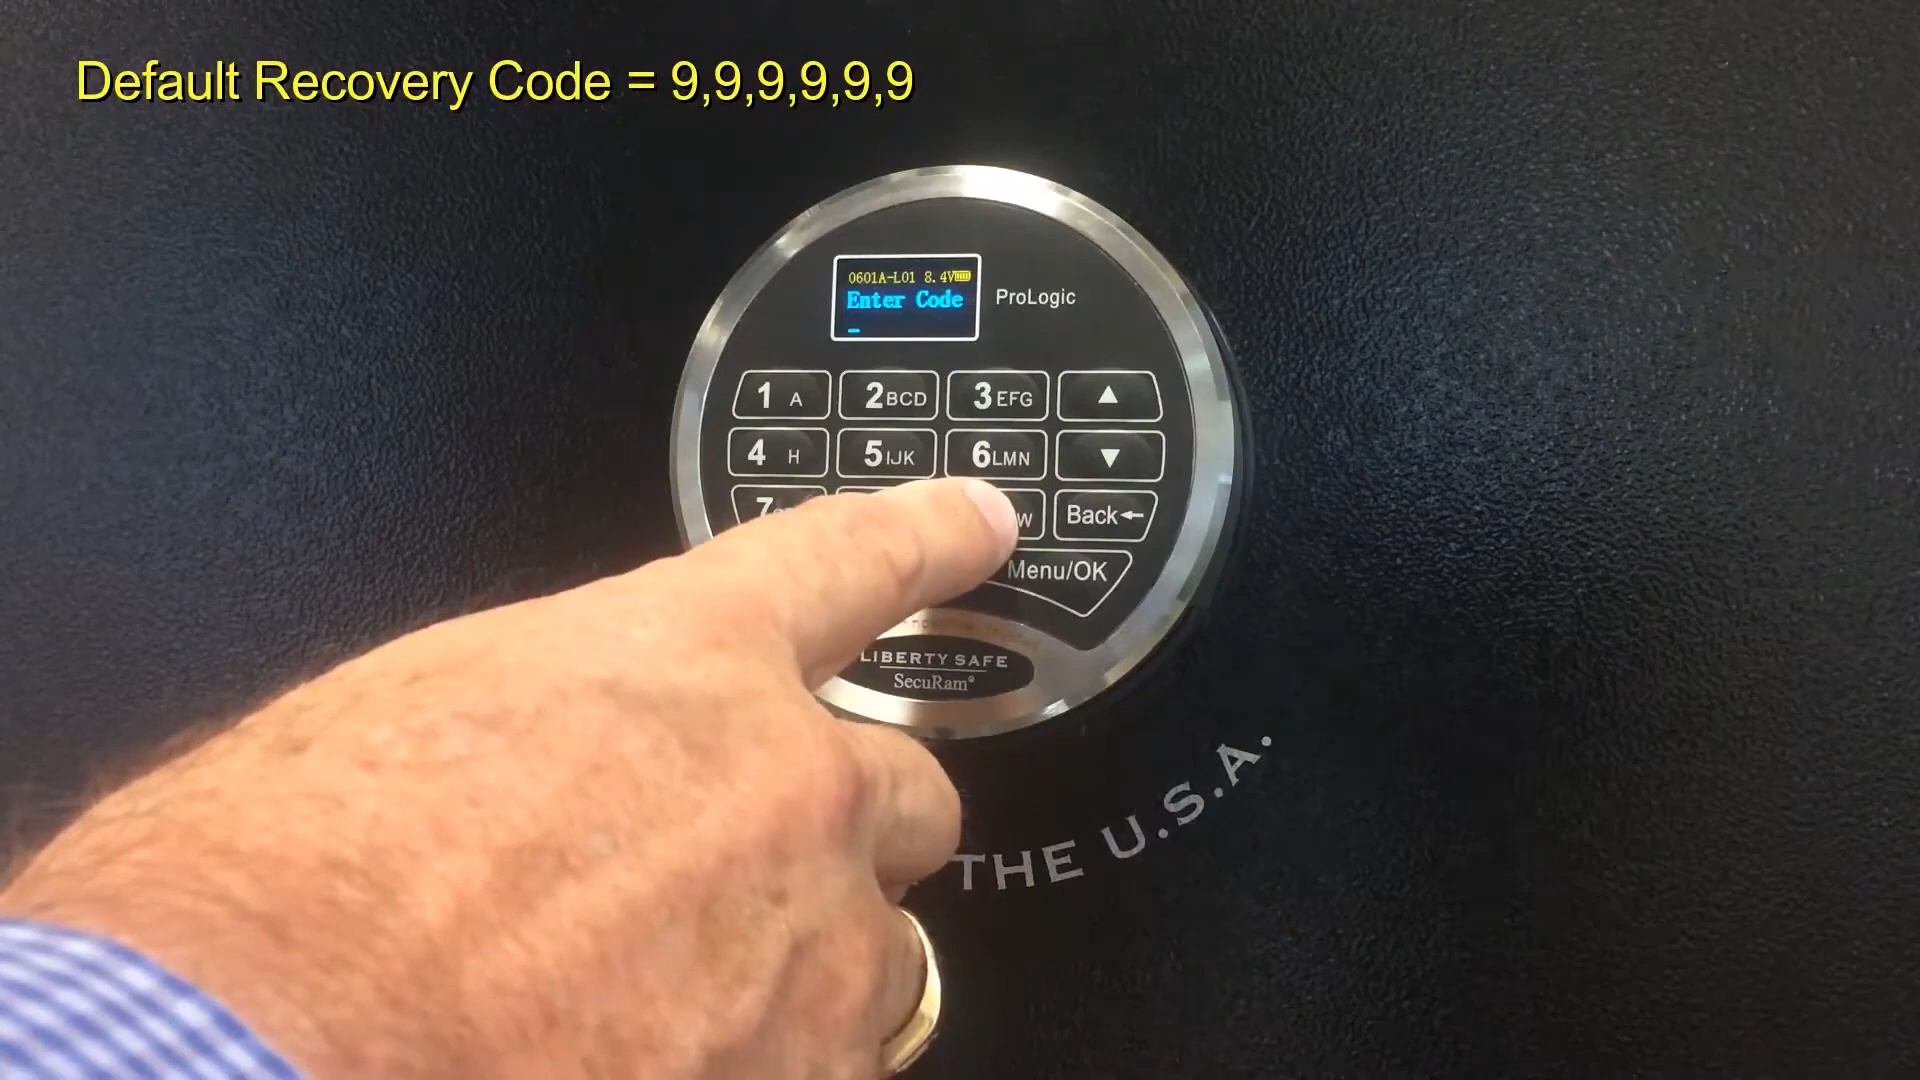 Default Recovery Code = 9,9,9,9,9,9
0601A-L01 8.4V
Enter Code
ProLogic
1 A 2 BCD 3 EFG ▲
4 H 5 IJK 6 LMN ▼
7 W Back←
Menu/OK
LIBERTY SAFE
SecuRam®
THE U.S.A.